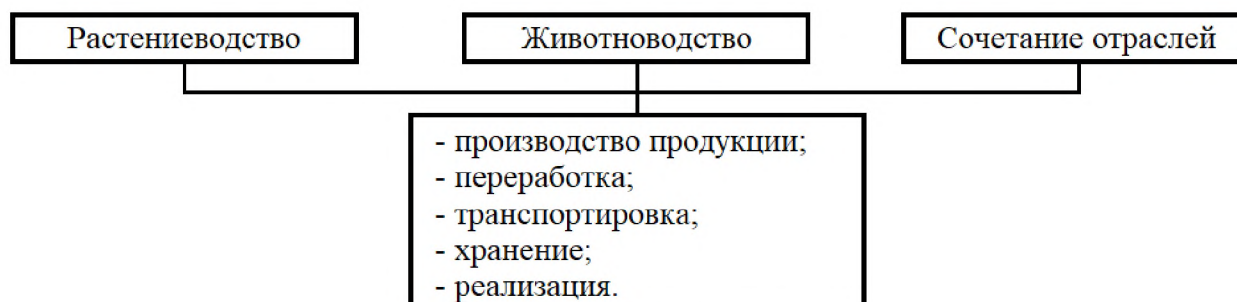 Растениеводство
Животноводство
Сочетание отраслей
- производство продукции;
- переработка;
- транспортировка;
- хранение;
- реализация.